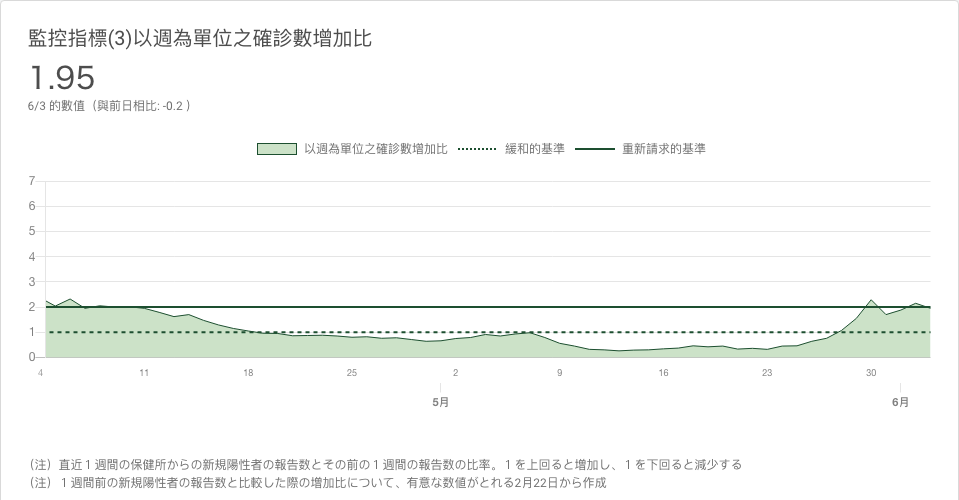 監控指標(3)以週為單位之確診數增加比
1.95
6/3 的數值（與前日相比: -0.2 ）
以週為單位之確診數增加比 緩和的基準 重新請求的基準
7
6
5
4
3
2
1
0
4 11 18 25 2 9 16 23 30
5月 6月
（注）直近１週間の保健所からの新規陽性者の報告数とその前の１週間の報告数の比率。１を上回ると増加し、１を下回ると減少する
（注）１週間前の新規陽性者の報告数と比較した際の増加比について、有意な数値がとれる2月22日から作成